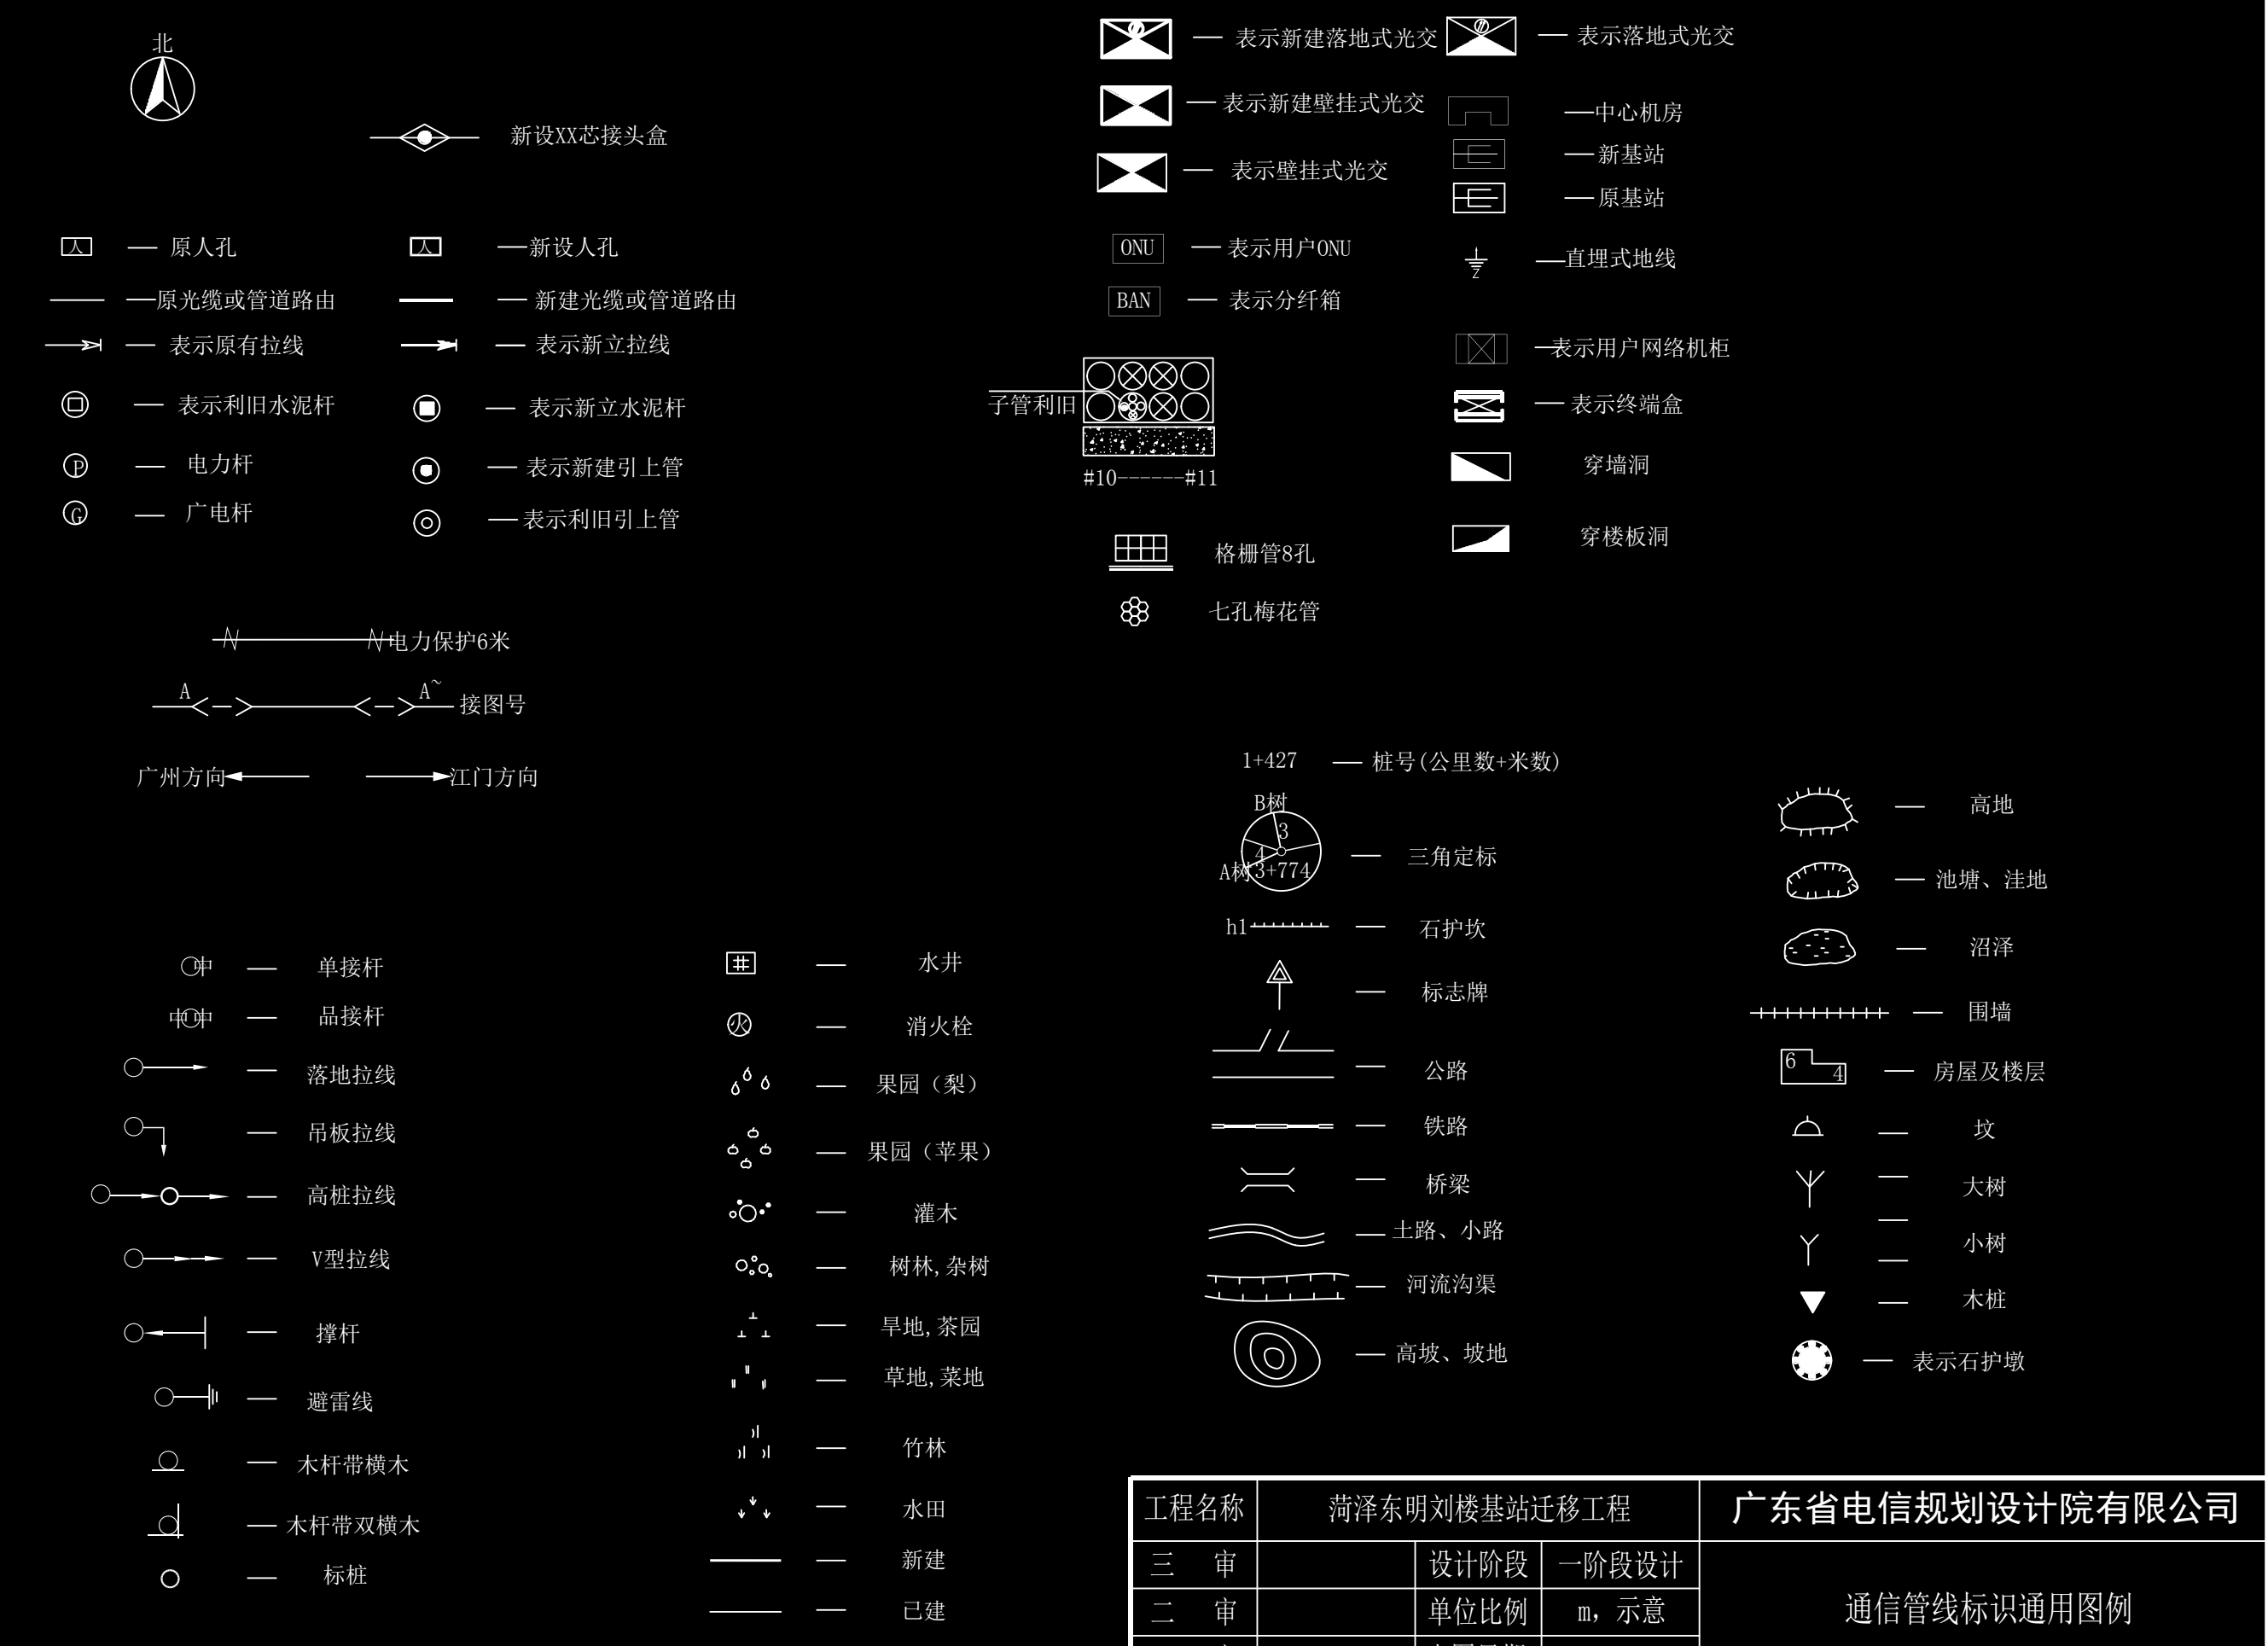 北
新设XX芯接头盒
人
原人孔
人
新设人孔
原光缆或管道路由
新建光缆或管道路由
表示原有拉线
表示新立拉线
表示利旧水泥杆
表示新立水泥杆
P
电力杆
表示新建引上管
G
广电杆
表示利旧引上管
电力保护6米
A
A~
接图号
广州方向
江门方向
表示新建落地式光交
表示落地式光交
表示新建壁挂式光交
中心机房
新基站
表示壁挂式光交
原基站
ONU
表示用户ONU
Z
直埋式地线
BAN
表示分纤箱
表示用户网络机柜
子管利旧
表示终端盒
#10------#11
穿墙洞
穿楼板洞
格栅管8孔
七孔梅花管
单接杆
中
品接杆
中
中
落地拉线
吊板拉线
高桩拉线
V型拉线
撑杆
避雷线
木杆带横木
木杆带双横木
标桩
井
水井
火
消火栓
果园（梨）
果园（苹果）
灌木
树林,杂树
旱地,茶园
草地,菜地
竹林
水田
新建
已建
1+427
桩号(公里数+米数)
B树
3
4
A树
3+774
三角定标
h1
石护坎
标志牌
公路
铁路
桥梁
土路、小路
河流沟渠
高坡、坡地
高地
池塘、洼地
沼泽
围墙
6
4
房屋及楼层
坟
大树
小树
木桩
表示石护墩
工程名称
菏泽东明刘楼基站迁移工程
广东省电信规划设计院有限公司
三 审
设计阶段
一阶段设计
二 审
单位比例
m，示意
通信管线标识通用图例